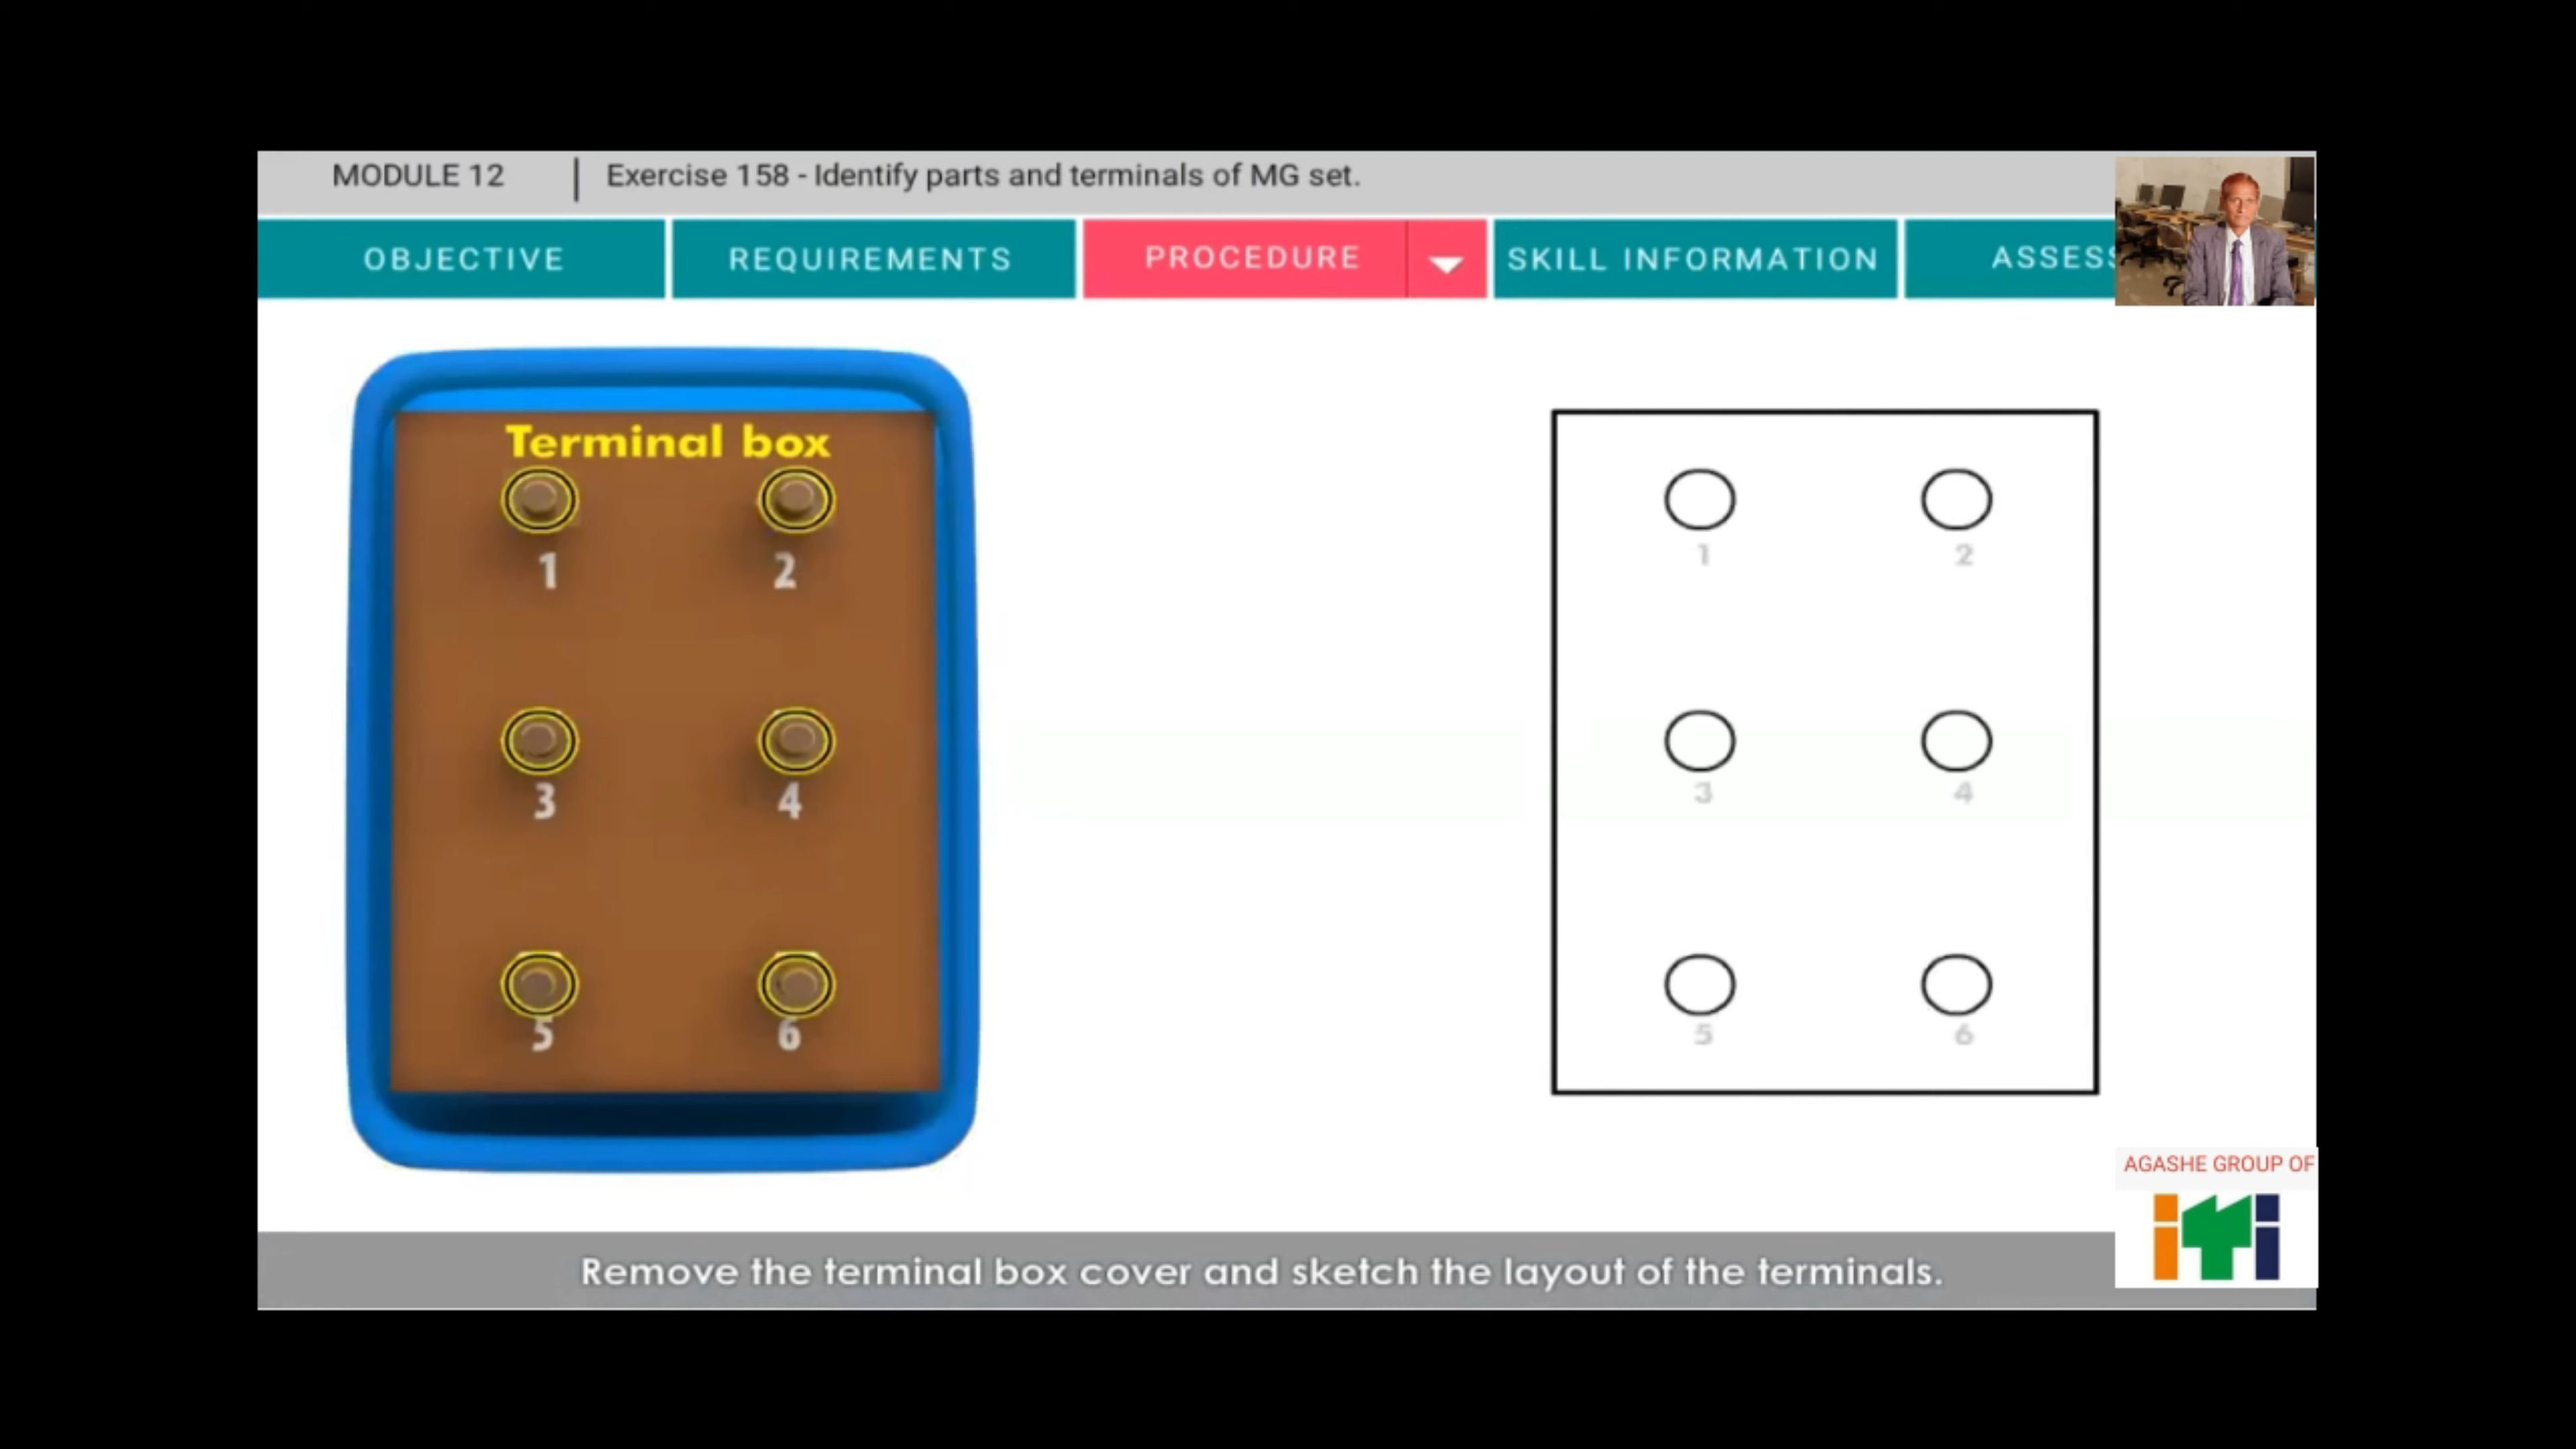 MODULE 12 | Exercise 158 - Identify parts and terminals of MG set.
OBJECTIVE
REQUIREMENTS
PROCEDURE
SKILL INFORMATION
ASSESS
Terminal box
1 2
3 4
5 6
1 2
3 4
5 6
AGASHE GROUP OF
iTi
Remove the terminal box cover and sketch the layout of the terminals.